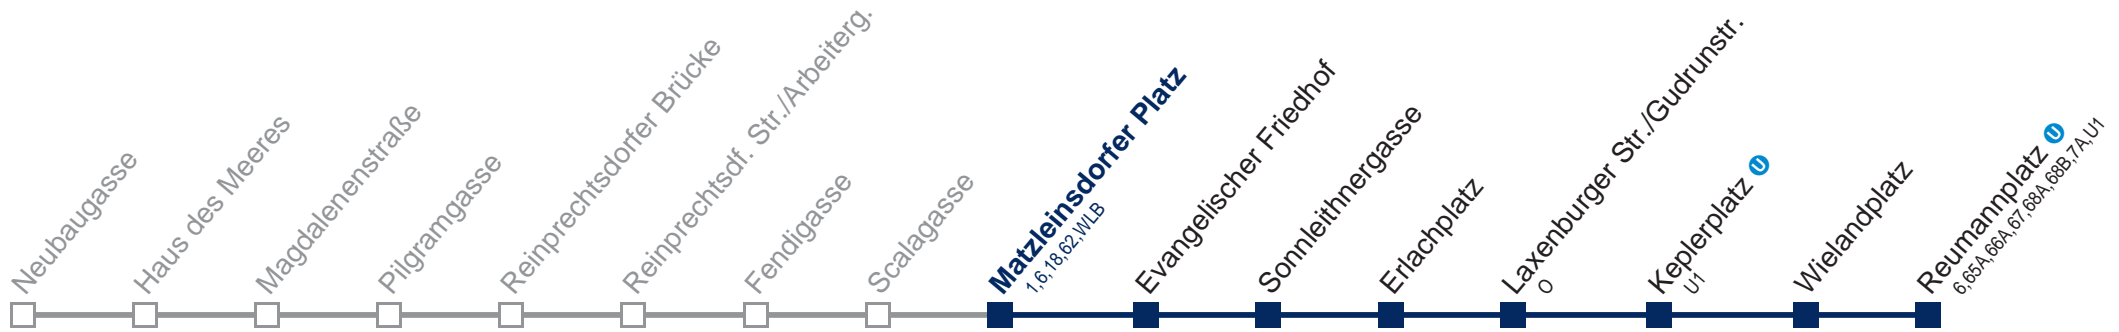 Neubaugasse
Haus des Meeres
Magdalenenstraße
Pilgramgasse
Reinprechtsdorfer Brücke
Reinprechtsdf. Str./Arbeiterg.
Fendigasse
Scalagasse
Matzleinsdorfer Platz
1,6,18,62,WLB
Evangelischer Friedhof
Sonnleithnergasse
Erlachplatz
Laxenburger Str./Gudrunstr.
O
Keplerplatz U
U1
Wielandplatz
Reumannplatz U
6,65A,66A,67,68A,68B,7A,U1